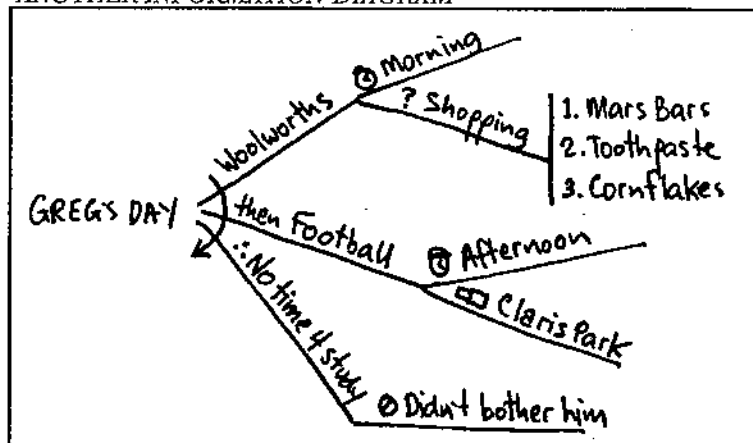 GREG'S DAY
Woolworths
Morning
? Shopping
1. Mars Bars
2. Toothpaste
3. Cornflakes
then Football
Afternoon
Claris Park
∴ No time 4 study
Didn't bother him